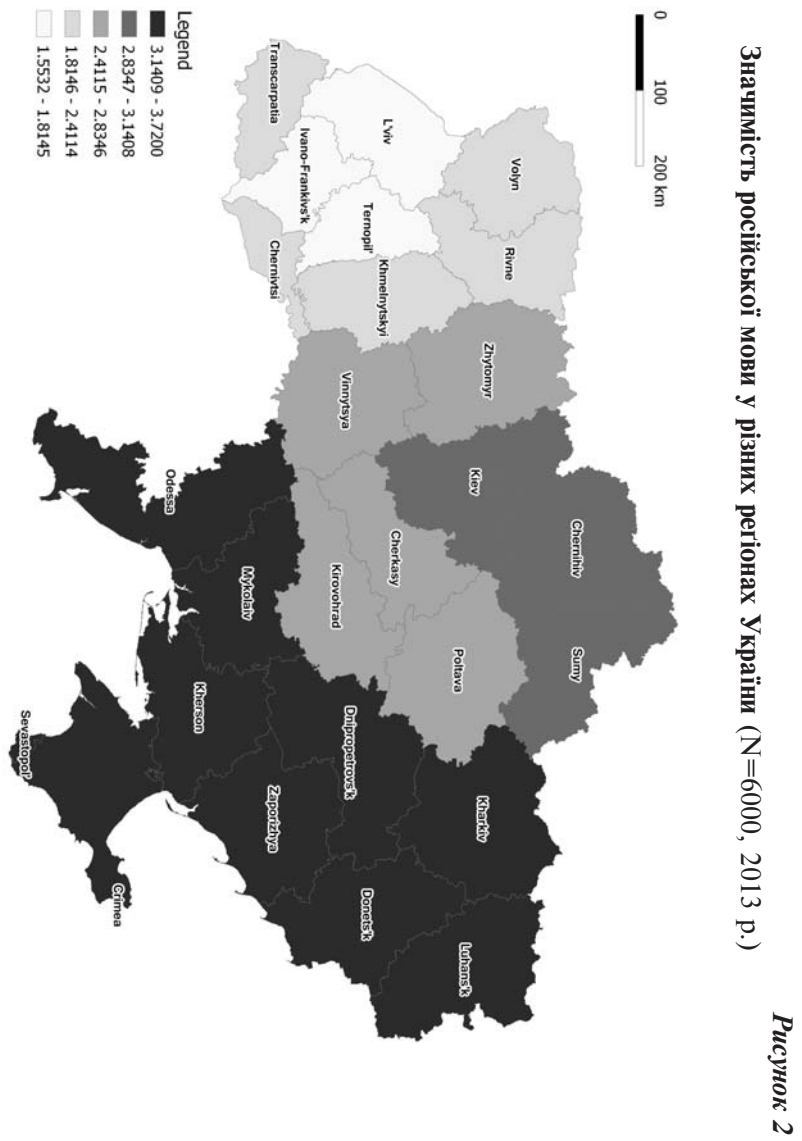 Рисунок 2
Значимість російської мови у різних регіонах України (N=6000, 2013 р.)
0 100 200 km
Volyn
Rivne
Zhytomyr
Kiev
Chernihiv
Sumy
L'viv
Ternopil'
Khmelnytskyi
Vinnytsya
Cherkasy
Poltava
Kharkiv
Luhans'k
Transcarpatia
Ivano-Frankivs'k
Chernivtsi
Kirovohrad
Dnipropetrovs'k
Donets'k
Odessa
Mykolaiv
Kherson
Zaporizhya
Crimea
Sevastopol'
Legend
3.1409 - 3.7200
2.8347 - 3.1408
2.4115 - 2.8346
1.8146 - 2.4114
1.5532 - 1.8145